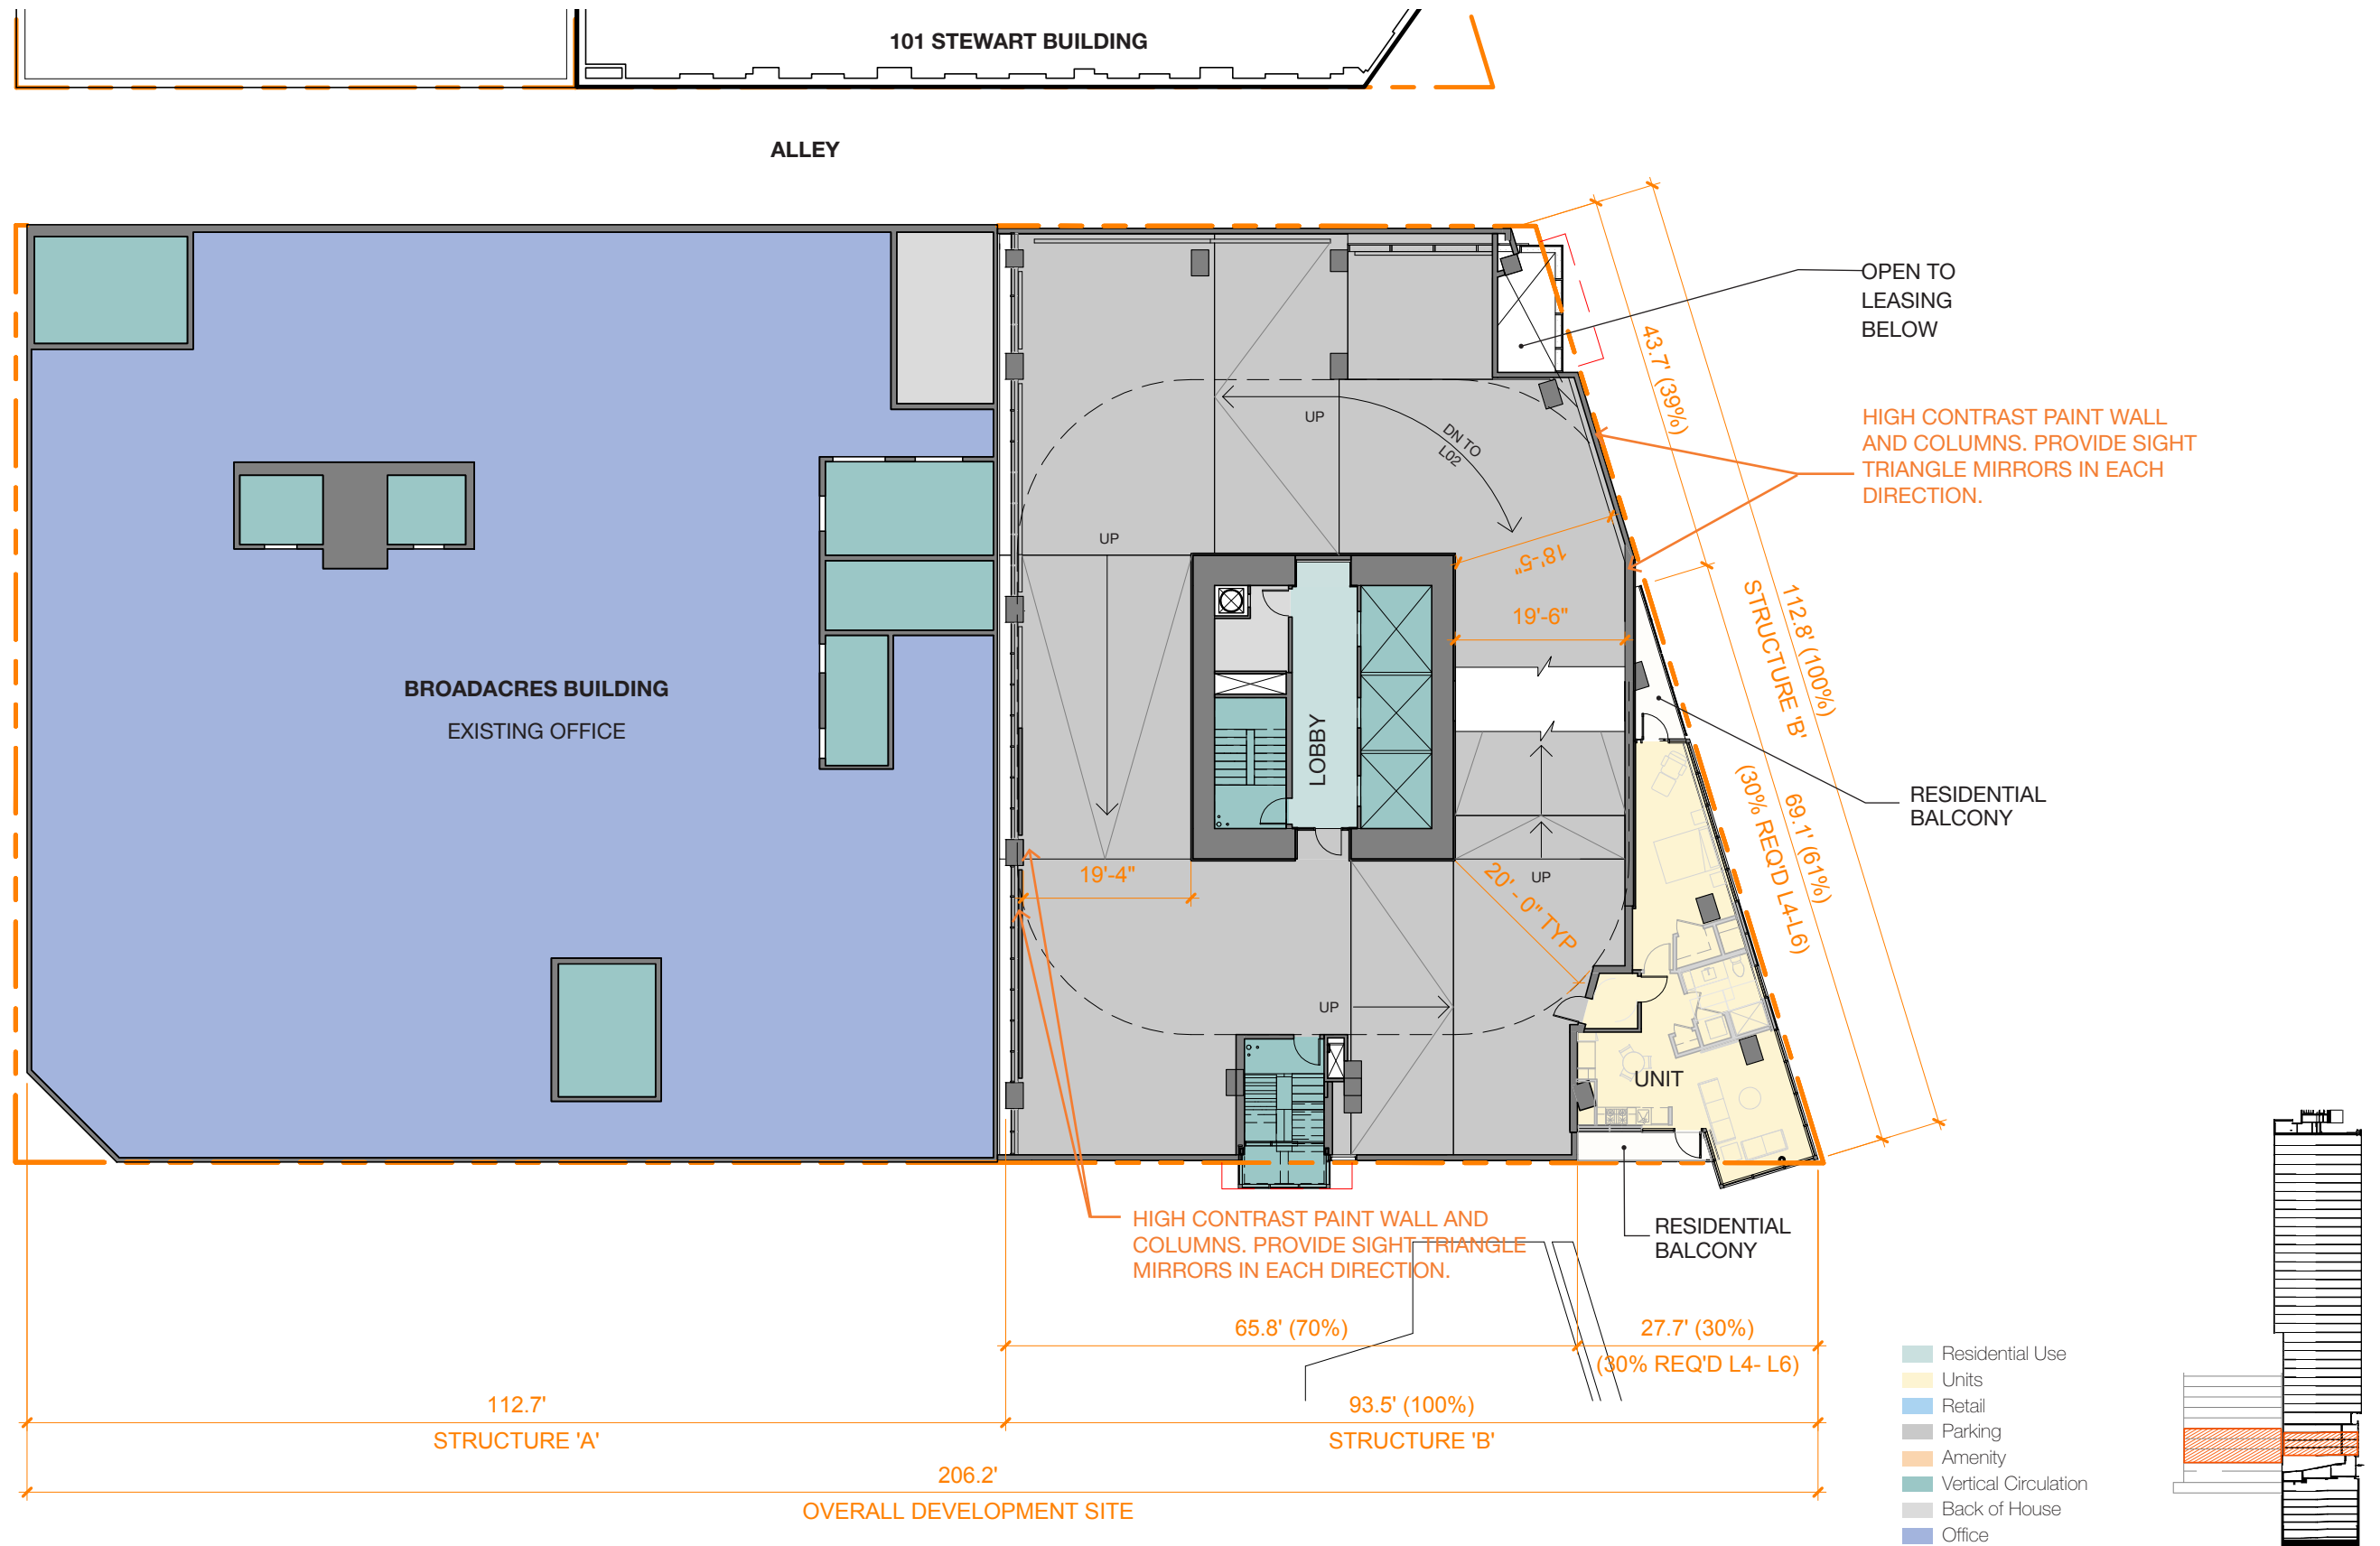 101 STEWART BUILDING
ALLEY
OPEN TO
LEASING
BELOW
43.7' (39%)
HIGH CONTRAST PAINT WALL
AND COLUMNS. PROVIDE SIGHT
TRIANGLE MIRRORS IN EACH
DIRECTION.
UP
DN TO
L02
UP
18'-5"
19'-6"
112.8' (100%)
STRUCTURE 'B'
BROADACRES BUILDING
EXISTING OFFICE
LOBBY
RESIDENTIAL
BALCONY
69.1' (61%)
(30% REQ'D L4-L6)
19'-4"
20' - 0" TYP
UP
UP
UNIT
HIGH CONTRAST PAINT WALL AND
COLUMNS. PROVIDE SIGHT TRIANGLE
MIRRORS IN EACH DIRECTION.
RESIDENTIAL
BALCONY
65.8' (70%)
27.7' (30%)
(30% REQ'D L4- L6)
112.7'
STRUCTURE 'A'
93.5' (100%)
STRUCTURE 'B'
206.2'
OVERALL DEVELOPMENT SITE
Residential Use
Units
Retail
Parking
Amenity
Vertical Circulation
Back of House
Office